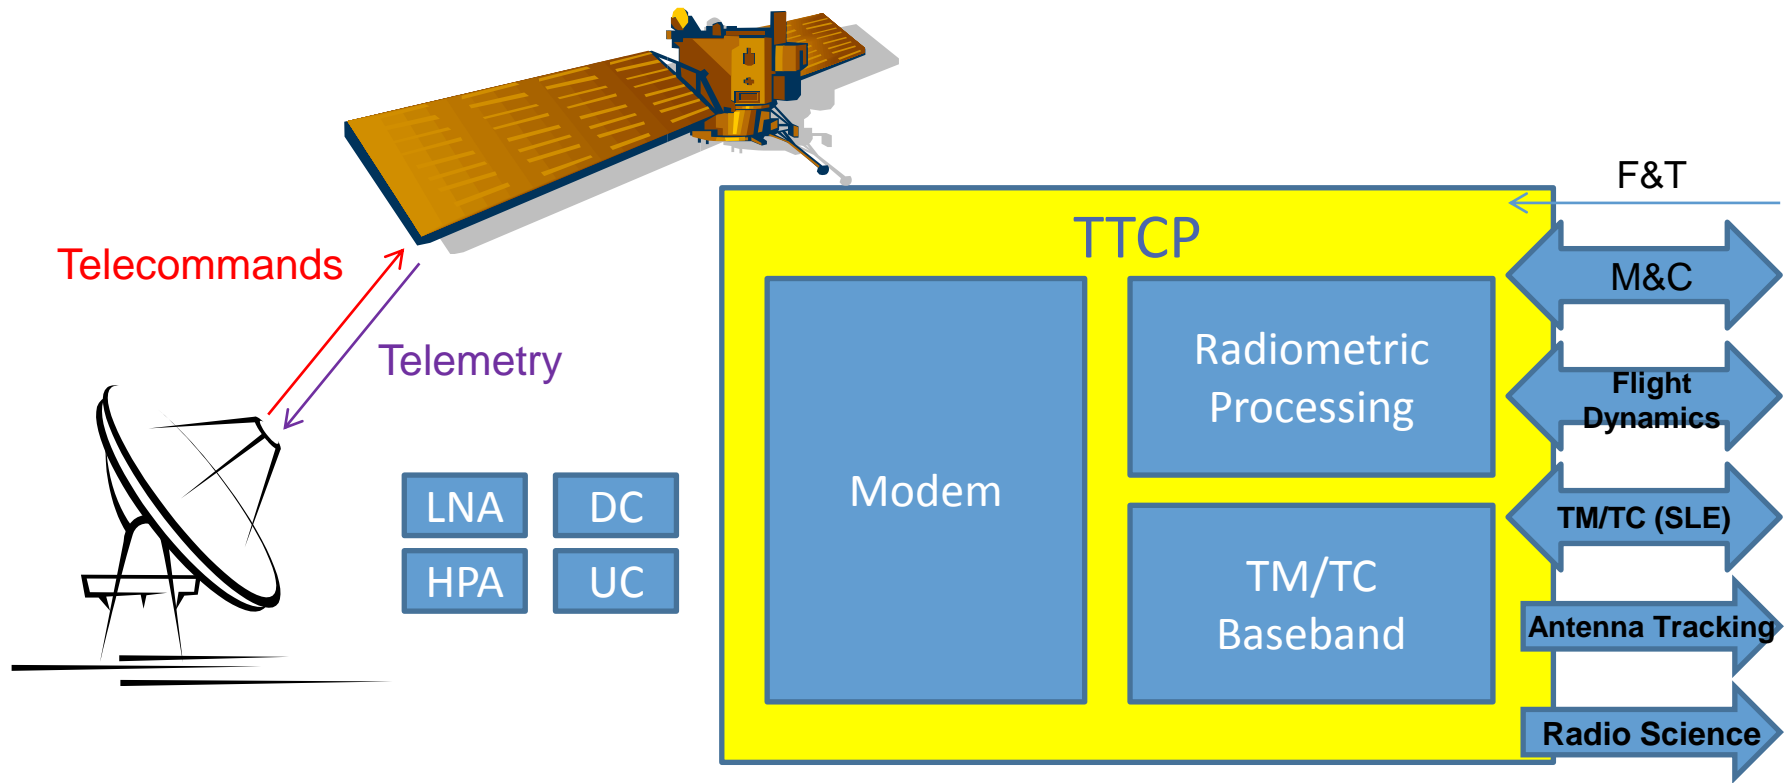 F&T
TTCP
Telecommands
M&C
Telemetry
Radiometric
Processing
Flight
Dynamics
LNA
DC
Modem
TM/TC (SLE)
HPA
UC
TM/TC
Baseband
Antenna Tracking
Radio Science